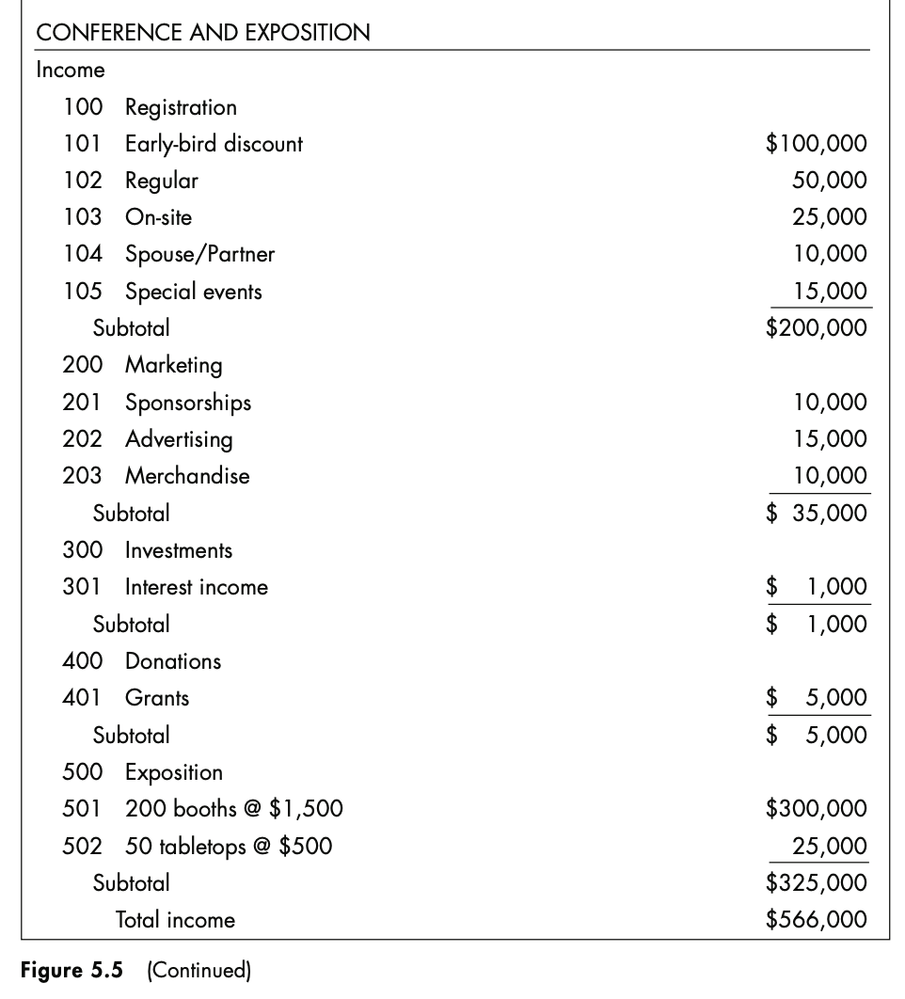 CONFERENCE AND EXPOSITION
Income
100 Registration
101 Early-bird discount $100,000
102 Regular 50,000
103 On-site 25,000
104 Spouse/Partner 10,000
105 Special events 15,000
Subtotal $200,000
200 Marketing
201 Sponsorships 10,000
202 Advertising 15,000
203 Merchandise 10,000
Subtotal $ 35,000
300 Investments
301 Interest income $ 1,000
Subtotal $ 1,000
400 Donations
401 Grants $ 5,000
Subtotal $ 5,000
500 Exposition
501 200 booths @ $1,500 $300,000
502 50 tabletops @ $500 25,000
Subtotal $325,000
Total income $566,000
Figure 5.5 (Continued)